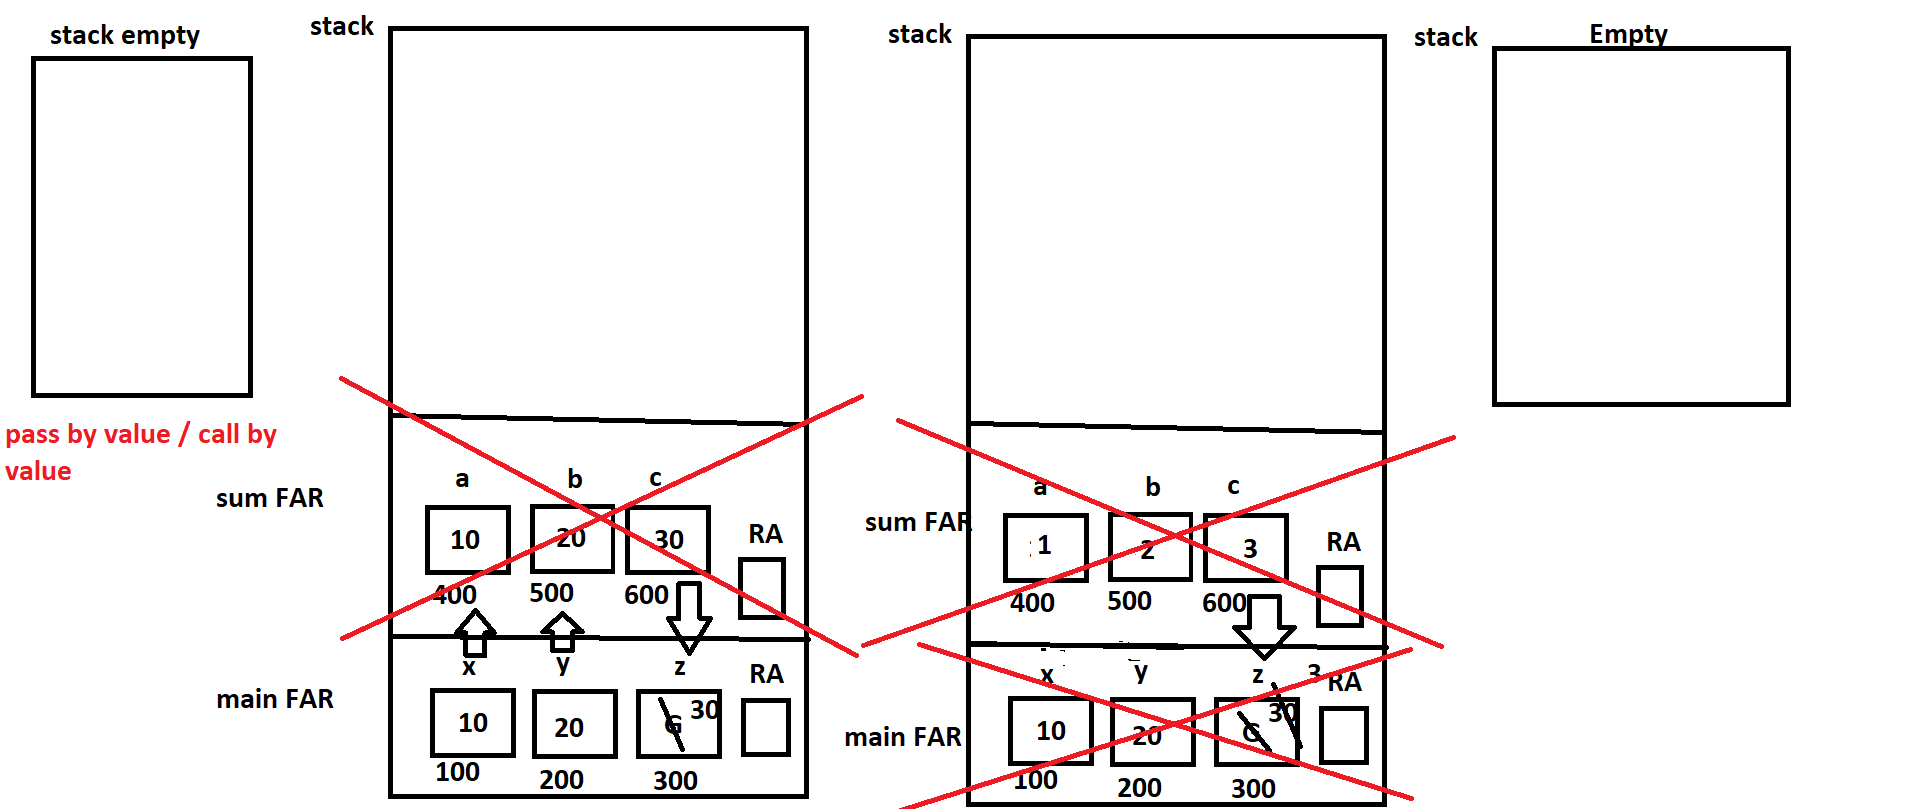 stack empty
pass by value / call by
value
stack
sum FAR
a b c
10 20 30 RA
400 500 600
main FAR
x y z RA
10 20 G 30
100 200 300
stack
sum FAR
a b c
1 2 3 RA
400 500 600
main FAR
x y z 3 RA
10 20 G 30
100 200 300
stack
Empty